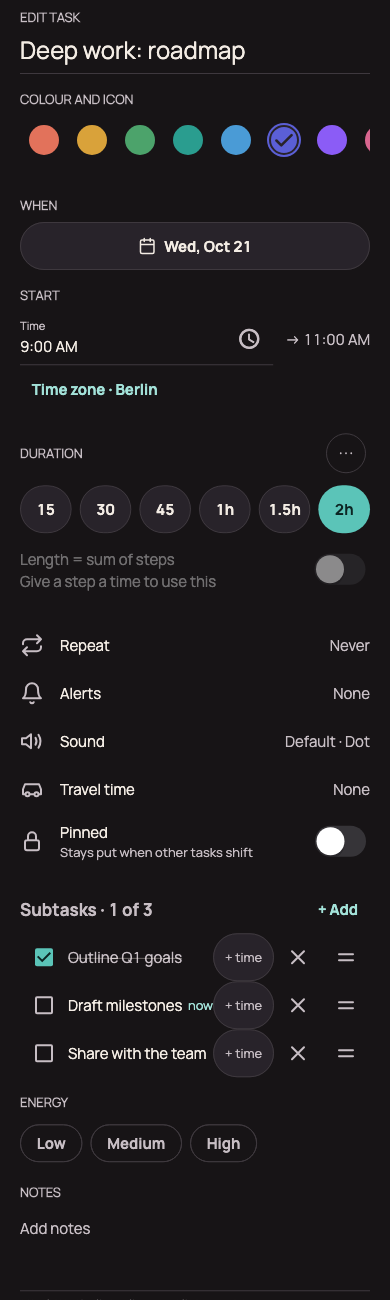 EDIT TASK
Deep work: roadmap
COLOUR AND ICON
WHEN
Wed, Oct 21
START
Time
9:00 AM
→ 11:00 AM
Time zone · Berlin
DURATION
...
15 30 45 1h 1.5h 2h
Length = sum of steps
Give a step a time to use this
Repeat Never
Alerts None
Sound Default · Dot
Travel time None
Pinned
Stays put when other tasks shift
Subtasks · 1 of 3 + Add
Outline Q1 goals + time
Draft milestones now + time
Share with the team + time
ENERGY
Low Medium High
NOTES
Add notes